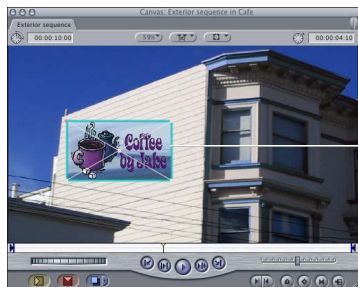 Canvas: Exterior sequence in Cafe
Exterior sequence
00:00:10:00
59%
00:00:04:10
Coffee
by Jake